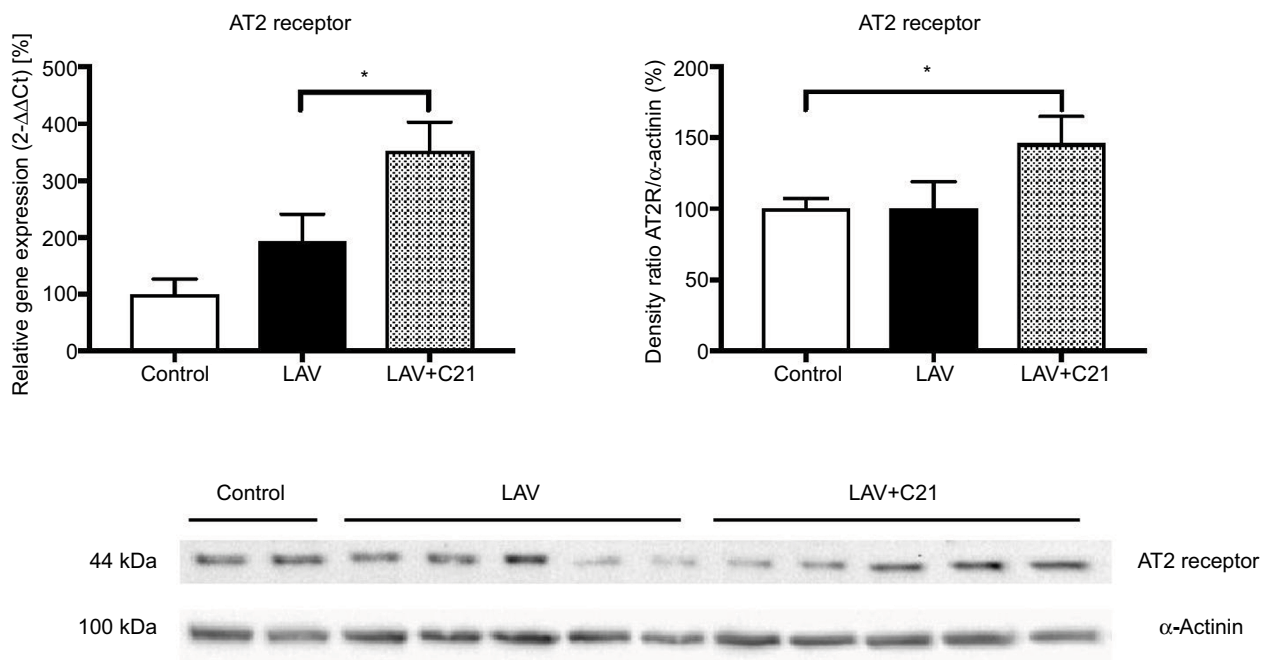 AT2 receptor
Relative gene expression (2-ΔΔCt) [%]
500
400
300
200
100
0
*
Control LAV LAV+C21
AT2 receptor
Density ratio AT2R/α-actinin (%)
200
150
100
50
0
*
Control LAV LAV+C21
Control LAV LAV+C21
44 kDa AT2 receptor
100 kDa α-Actinin